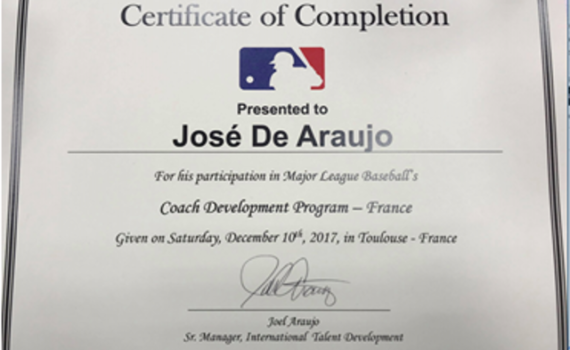 Certificate of Completion
Presented to
José De Araujo
For his participation in Major League Baseball's
Coach Development Program – France
Given on Saturday, December 10th, 2017, in Toulouse - France
Joel Araujo
Sr. Manager, International Talent Development